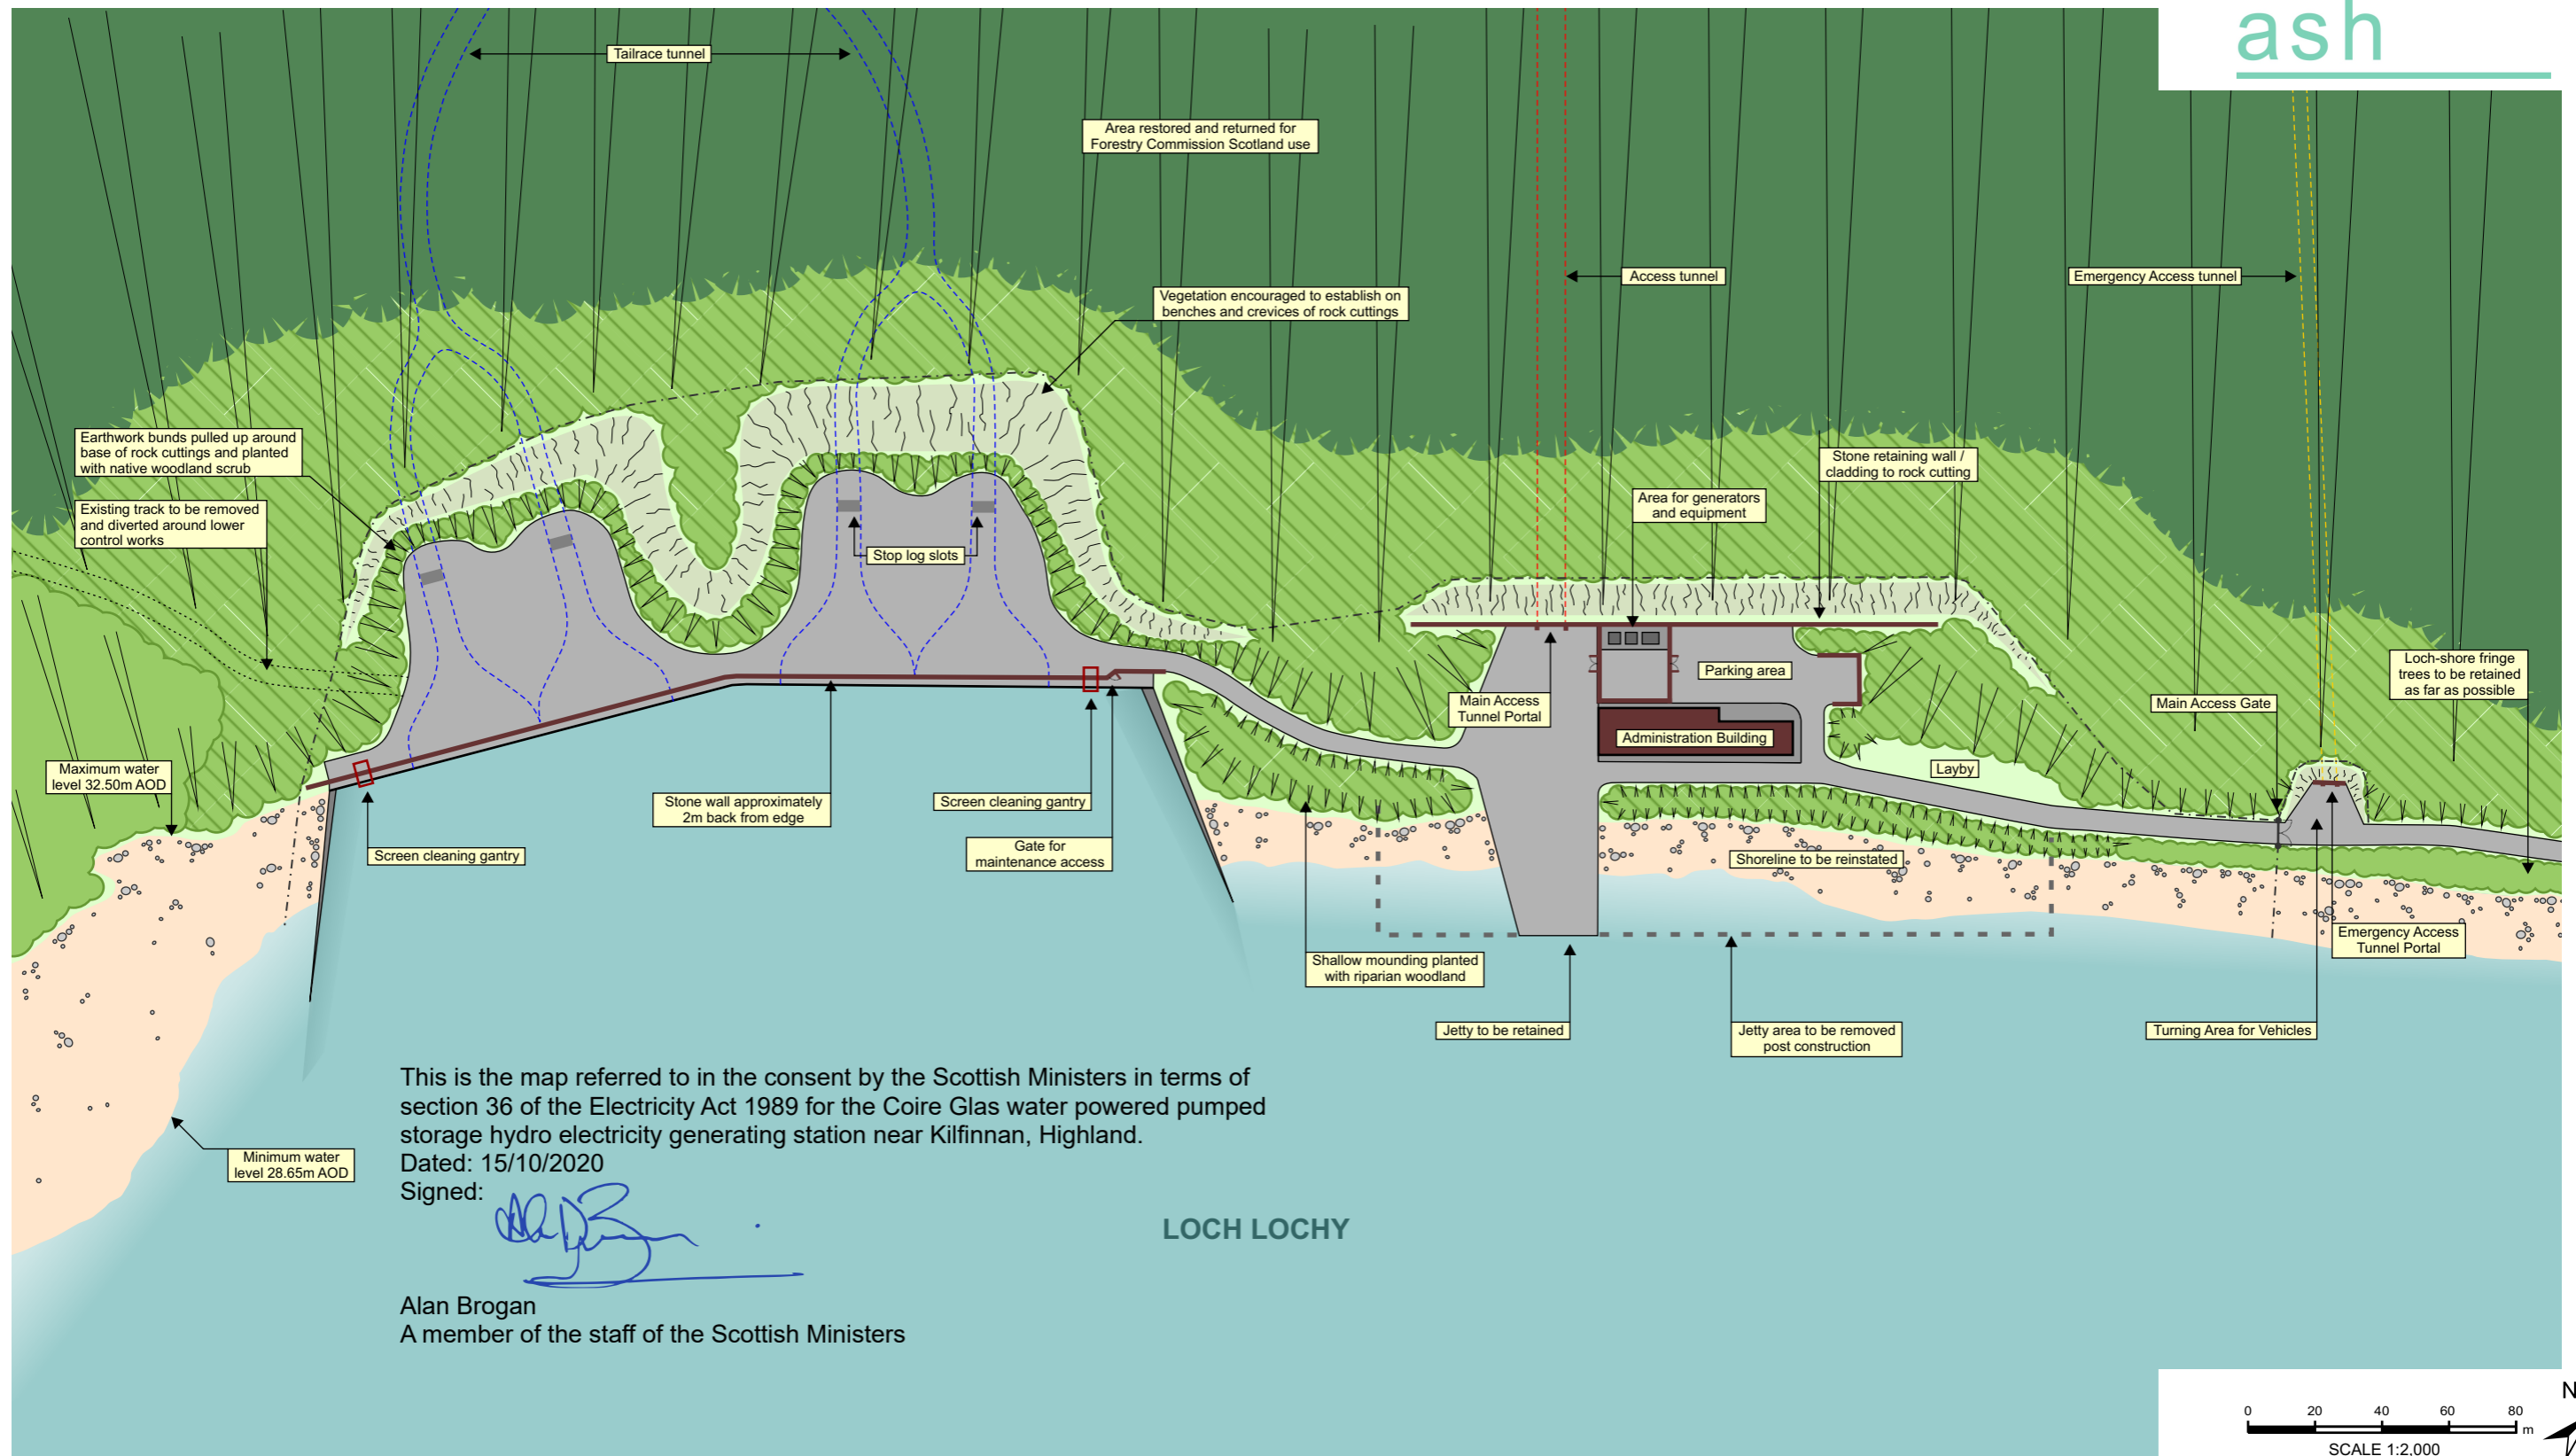 ash
Tailrace tunnel
Area restored and returned for
Forestry Commission Scotland use
Access tunnel
Emergency Access tunnel
Vegetation encouraged to establish on
benches and crevices of rock cuttings
Earthwork bunds pulled up around
base of rock cuttings and planted
with native woodland scrub
Stone retaining wall /
cladding to rock cutting
Area for generators
and equipment
Existing track to be removed
and diverted around lower
control works
Stop log slots
Parking area
Loch-shore fringe
trees to be retained
as far as possible
Main Access
Tunnel Portal
Main Access Gate
Administration Building
Layby
Maximum water
level 32.50m AOD
Stone wall approximately
2m back from edge
Screen cleaning gantry
Gate for
maintenance access
Screen cleaning gantry
Shoreline to be reinstated
Emergency Access
Tunnel Portal
Shallow mounding planted
with riparian woodland
Jetty to be retained
Jetty area to be removed
post construction
Turning Area for Vehicles
This is the map referred to in the consent by the Scottish Ministers in terms of
section 36 of the Electricity Act 1989 for the Coire Glas water powered pumped
storage hydro electricity generating station near Kilfinnan, Highland.
Dated: 15/10/2020
Signed:
Minimum water
level 28.65m AOD
LOCH LOCHY
Alan Brogan
A member of the staff of the Scottish Ministers
N
0 20 40 60 80
m
SCALE 1:2,000